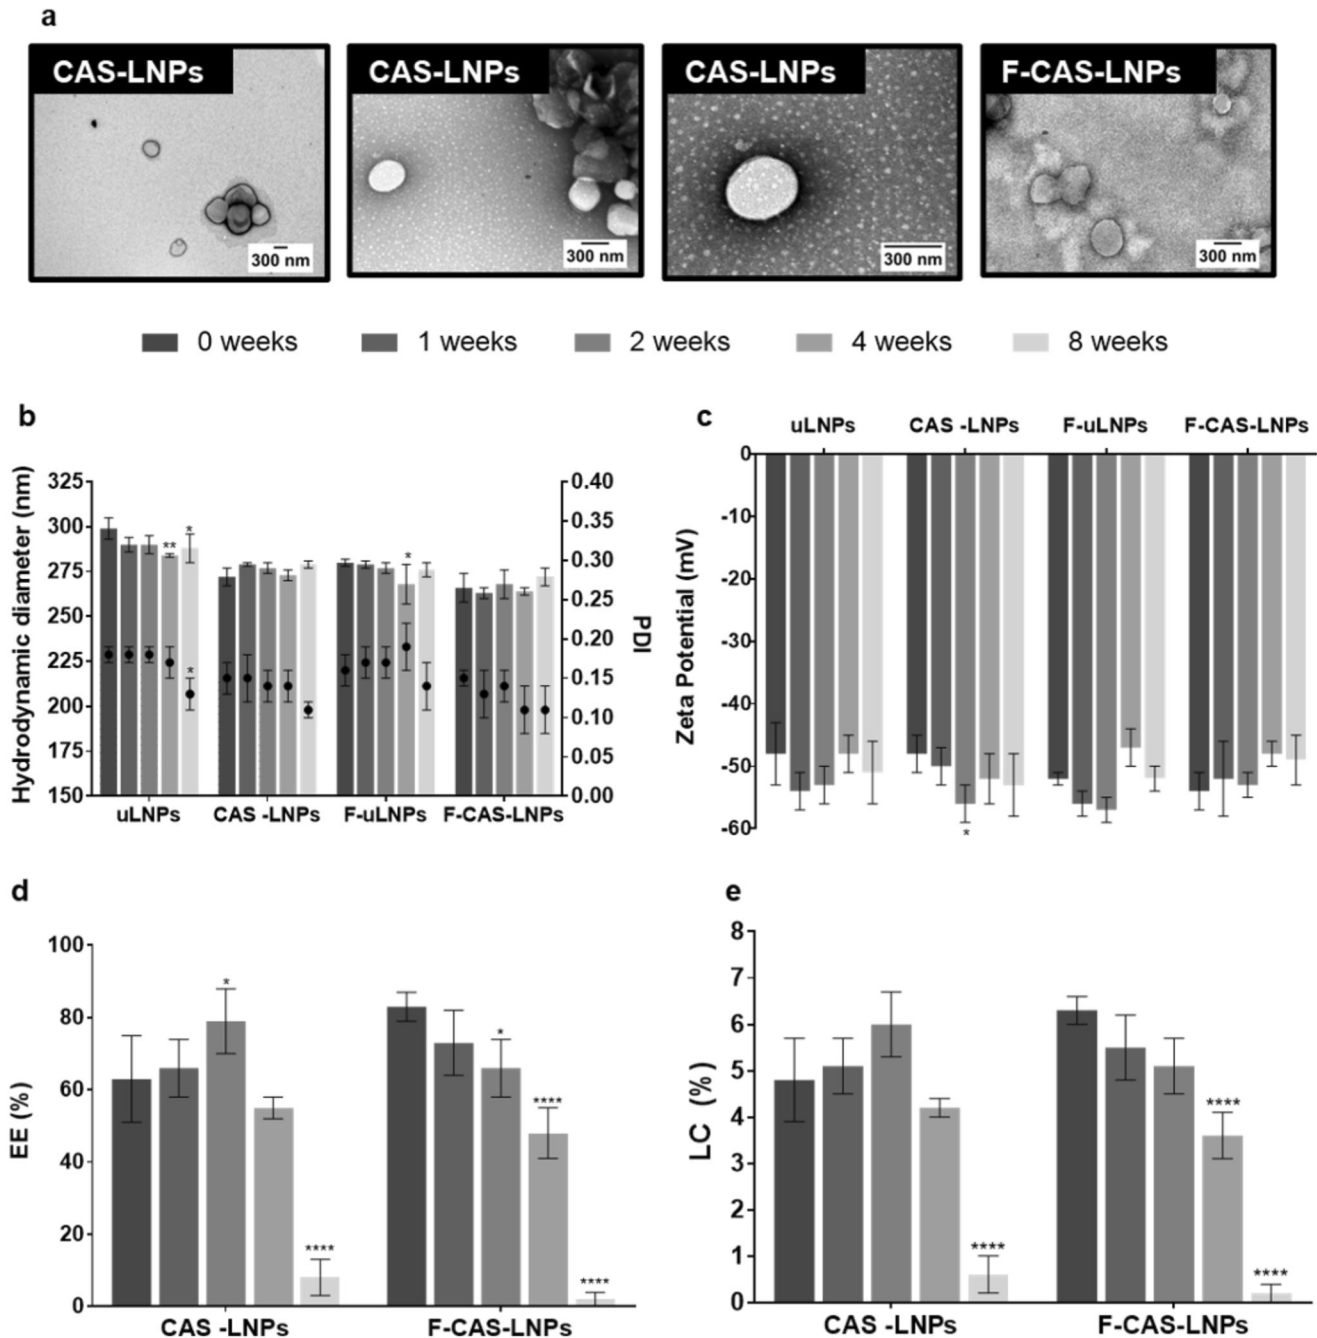 a
CAS-LNPs CAS-LNPs CAS-LNPs F-CAS-LNPs
300 nm 300 nm 300 nm 300 nm
0 weeks 1 weeks 2 weeks 4 weeks 8 weeks
b
Hydrodynamic diameter (nm)
325
300
275
250
225
200
175
150
** * * *
0.40
0.35
0.30
0.25
0.20
0.15
0.10
0.05
0.00
PDI
uLNPs CAS -LNPs F-uLNPs F-CAS-LNPs
c
uLNPs CAS -LNPs F-uLNPs F-CAS-LNPs
Zeta Potential (mV)
0
-10
-20
-30
-40
-50
-60
*
d
EE (%)
100
80
60
40
20
0
* **** * **** ****
CAS -LNPs F-CAS-LNPs
e
LC (%)
8
7
6
5
4
3
2
1
0
**** **** ****
CAS -LNPs F-CAS-LNPs